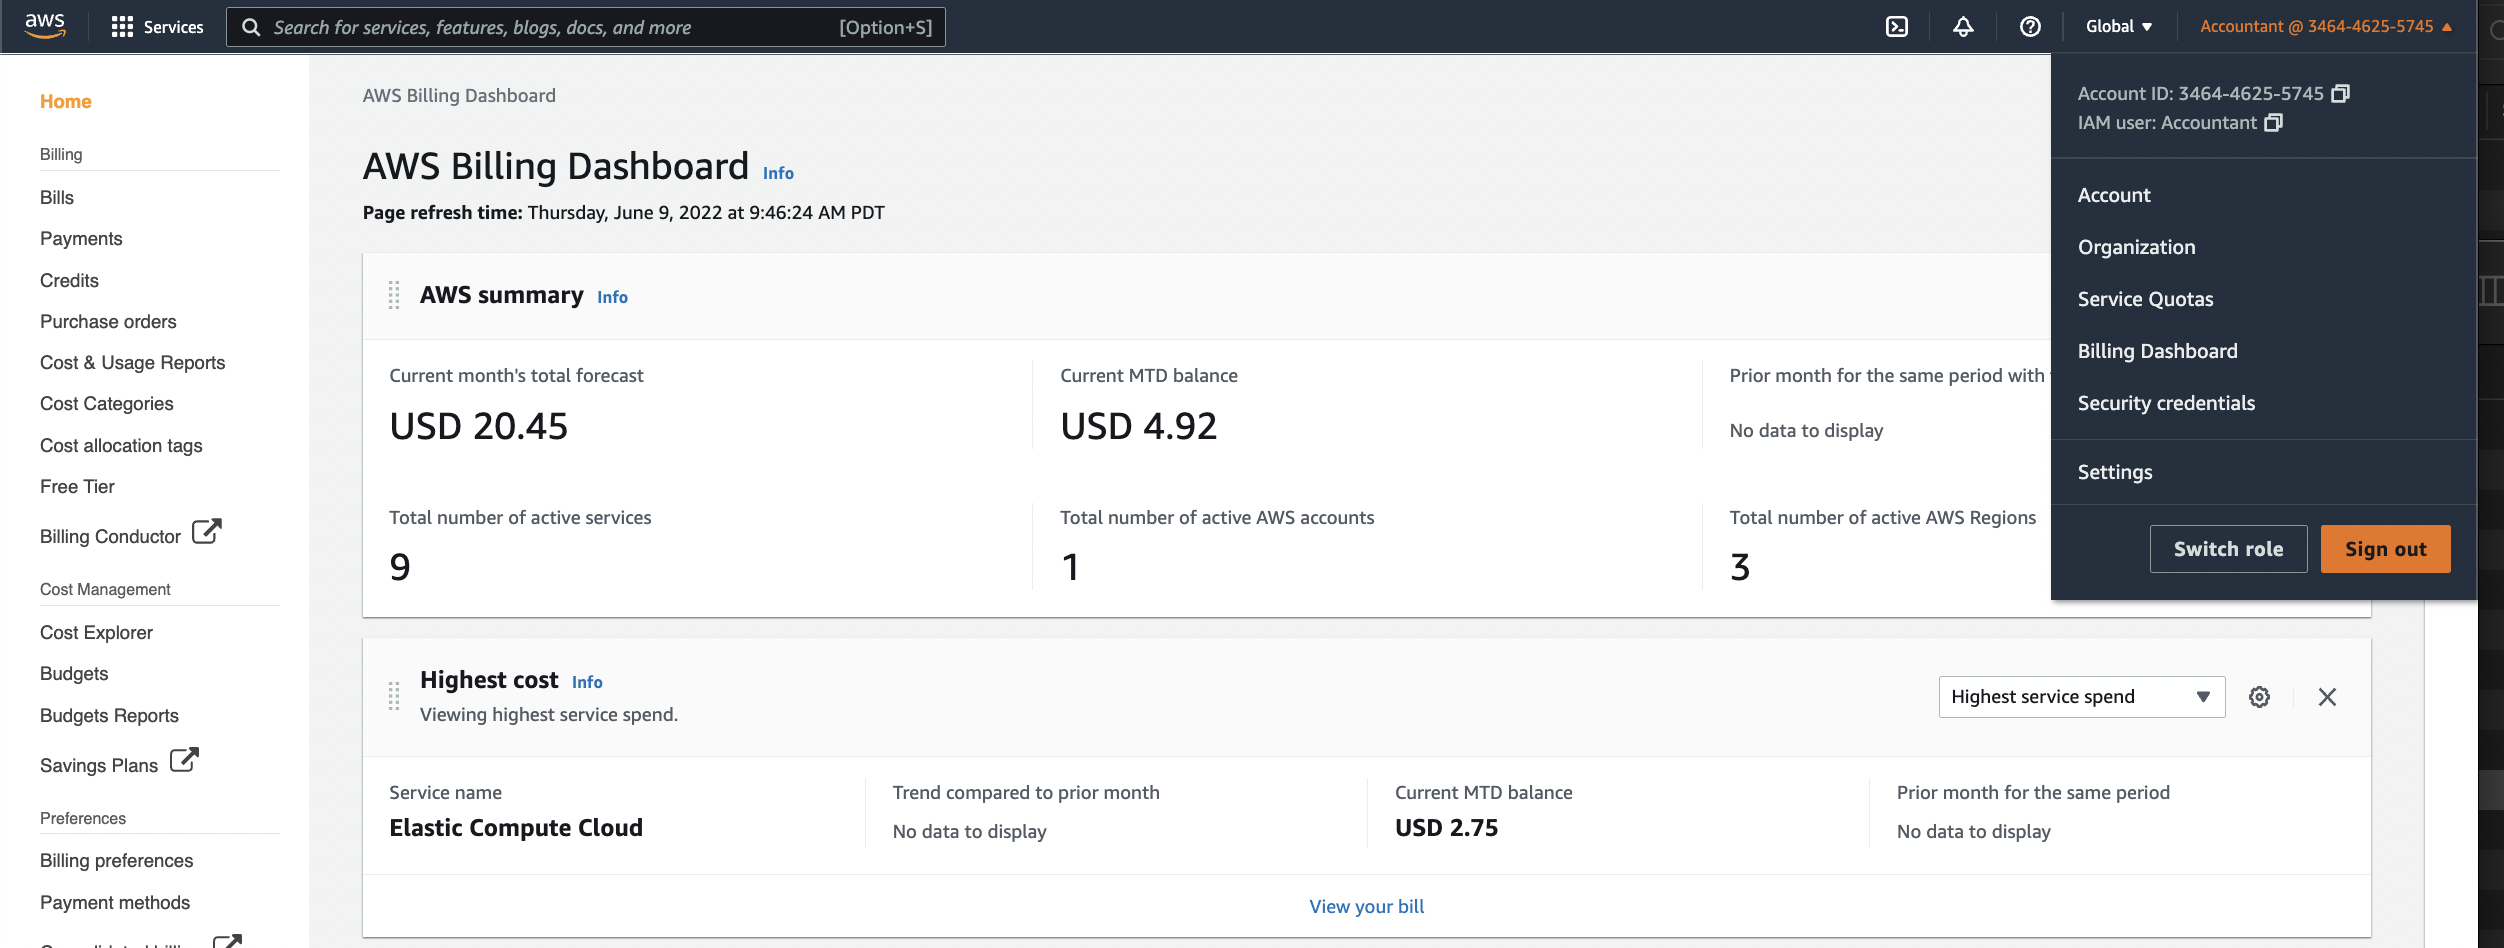 aws
Services
Search for services, features, blogs, docs, and more
[Option+S]
Global
Accountant @ 3464-4625-5745
Account ID: 3464-4625-5745
IAM user: Accountant
Account
Organization
Service Quotas
Billing Dashboard
Security credentials
Settings
Switch role
Sign out
Home
Billing
Bills
Payments
Credits
Purchase orders
Cost & Usage Reports
Cost Categories
Cost allocation tags
Free Tier
Billing Conductor
Cost Management
Cost Explorer
Budgets
Budgets Reports
Savings Plans
Preferences
Billing preferences
Payment methods
AWS Billing Dashboard
AWS Billing Dashboard Info
Page refresh time: Thursday, June 9, 2022 at 9:46:24 AM PDT
AWS summary Info
Current month's total forecast
USD 20.45
Current MTD balance
USD 4.92
Prior month for the same period with
No data to display
Total number of active services
9
Total number of active AWS accounts
1
Total number of active AWS Regions
3
Highest cost Info
Viewing highest service spend.
Highest service spend
Service name
Elastic Compute Cloud
Trend compared to prior month
No data to display
Current MTD balance
USD 2.75
Prior month for the same period
No data to display
View your bill